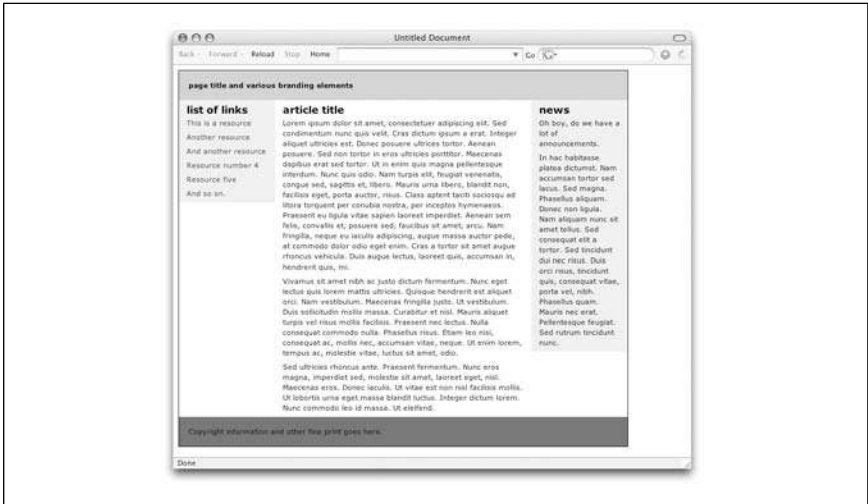 Untitled Document
Back Forward Reload Stop Home Go
page title and various branding elements
list of links
This is a resource
Another resource
And another resource
Resource number 4
Resource five
And so on.
article title
Lorem ipsum dolor sit amet, consectetuer adipiscing elit. Sed
condimentum nunc quis velit. Cras dictum ipsum a erat. Integer
aliquet ultricies est. Donec posuere ultrices tortor. Aenean
posuere. Sed non tortor in eros ultricies porttitor. Maecenas
dapibus erat sed tortor. Ut in enim quis magna pellentesque
interdum. Nunc quis odio. Nam turpis elit, feugiat venenatis,
congue sed, sagittis et, libero. Mauris urna libero, blandit non,
facilisis eget, porta auctor, risus. Class aptent taciti sociosqu ad
litora torquent per conubia nostra, per inceptos hymenaeos.
Praesent eu ligula vitae sapien laoreet imperdiet. Aenean sem
felis, convallis et, posuere sed, faucibus sit amet, arcu. Nam
fringilla, neque eu iaculis adipiscing, augue massa auctor pede,
at commodo dolor odio eget enim. Cras a tortor sit amet augue
rhoncus vehicula. Duis augue lectus, laoreet quis, accumsan in,
hendrerit quis, mi.
Vivamus sit amet nibh ac justo dictum fermentum. Nunc eget
lectus quis lorem mattis ultricies. Quisque hendrerit est aliquet
orci. Nam vestibulum. Maecenas fringilla justo. Ut vestibulum.
Duis sollicitudin mollis massa. Curabitur et nisl. Mauris aliquet
turpis vel risus mollis facilisis. Praesent nec lectus. Nulla
consequat commodo nulla. Phasellus risus. Etiam leo nisi,
consequat ac, mollis nec, accumsan vitae, neque. Ut enim lorem,
tempus ac, molestie vitae, luctus sit amet, odio.
Sed ultricies rhoncus ante. Praesent fermentum. Nunc eros
magna, imperdiet sed, molestie sit amet, laoreet eget, nisl.
Maecenas eros. Donec iaculis. Ut vitae est non nisl facilisis mollis.
Ut lobortis urna eget massa blandit luctus. Integer dictum lorem.
Nunc commodo leo id massa. Ut eleifend.
news
Oh boy, do we have a
lot of
announcements.
In hac habitasse
platea dictumst. Nam
accumsan tortor sed
lacus. Sed magna.
Phasellus aliquam.
Donec non ligula.
Nam aliquam nunc sit
amet tellus. Sed
consequat elit a
tortor. Sed tincidunt
dui nec risus. Duis
orci risus, tincidunt
quis, consequat vitae,
porta vel, nibh.
Phasellus quam.
Mauris nec erat.
Pellentesque feugiat.
Sed rutrum tincidunt
nunc.
Copyright information and other fine print goes here.
Done